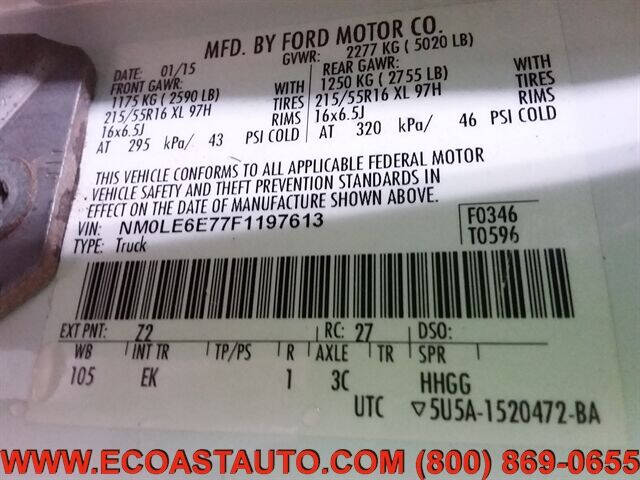 MFD. BY FORD MOTOR CO.
DATE: 01/15 GVWR: 2277 KG ( 5020 LB)
FRONT GAWR: WITH REAR GAWR: WITH
1175 KG ( 2590 LB) TIRES 1250 KG ( 2755 LB) TIRES
215/55R16 XL 97H RIMS 215/55R16 XL 97H RIMS
16x6.5J 16x6.5J
AT 295 kPa/ 43 PSI COLD AT 320 kPa/ 46 PSI COLD
THIS VEHICLE CONFORMS TO ALL APPLICABLE FEDERAL MOTOR
VEHICLE SAFETY AND THEFT PREVENTION STANDARDS IN
EFFECT ON THE DATE OF MANUFACTURE SHOWN ABOVE.
VIN: NM0LE6E77F1197613 F0346
TYPE: Truck T0596
EXT PNT: Z2 RC: 27 DSO:
WB INT TR TP/PS R AXLE TR SPR
105 EK 1 3C HHGG
UTC ▽5U5A-1520472-BA
WWW.ECOASTAUTO.COM (800) 869-0655